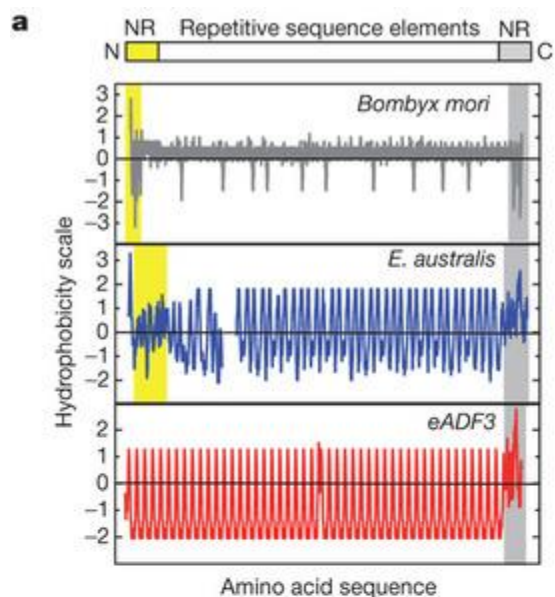 a
NR Repetitive sequence elements NR
N C
Bombyx mori
3
2
1
0
−1
−2
−3
E. australis
3
2
1
0
−1
−2
eADF3
2
1
0
−1
−2
Hydrophobicity scale
Amino acid sequence